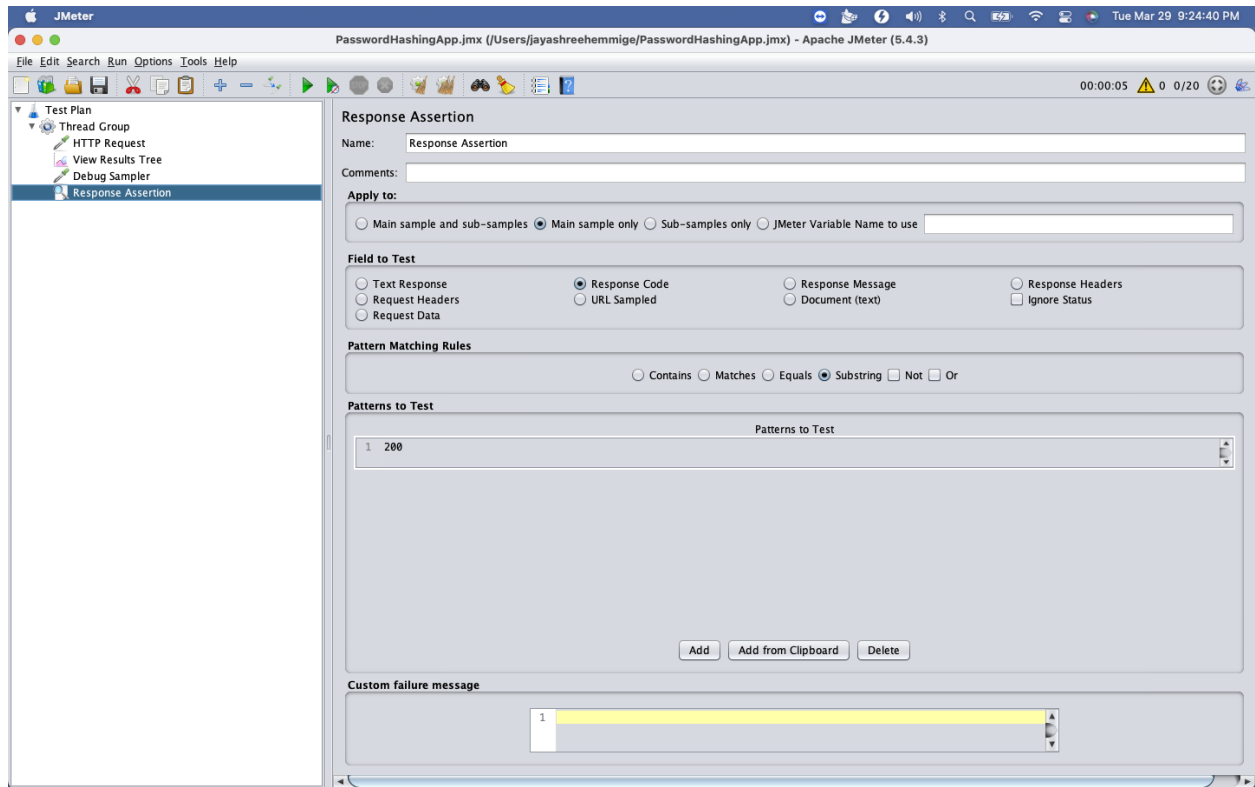 JMeter Tue Mar 29 9:24:40 PM
PasswordHashingApp.jmx (/Users/jayashreehemmige/PasswordHashingApp.jmx) - Apache JMeter (5.4.3)
File Edit Search Run Options Tools Help
00:00:05 0 0/20
Test Plan
Thread Group
HTTP Request
View Results Tree
Debug Sampler
Response Assertion
Response Assertion
Name: Response Assertion
Comments:
Apply to:
Main sample and sub-samples Main sample only Sub-samples only JMeter Variable Name to use
Field to Test
Text Response Response Code Response Message Response Headers
Request Headers URL Sampled Document (text) Ignore Status
Request Data
Pattern Matching Rules
Contains Matches Equals Substring Not Or
Patterns to Test
Patterns to Test
1 200
Add Add from Clipboard Delete
Custom failure message
1